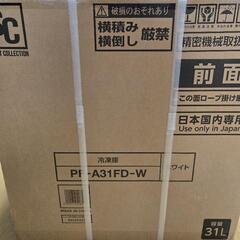 PC
COLLECTION
破損のおそれあり
横積み
横倒し 厳禁
精密機械取扱
前面
この面ロープ掛け
日本国内専用
Use only in Japan
冷凍庫
PF-A31FD-W
ホワイト
容量
31L